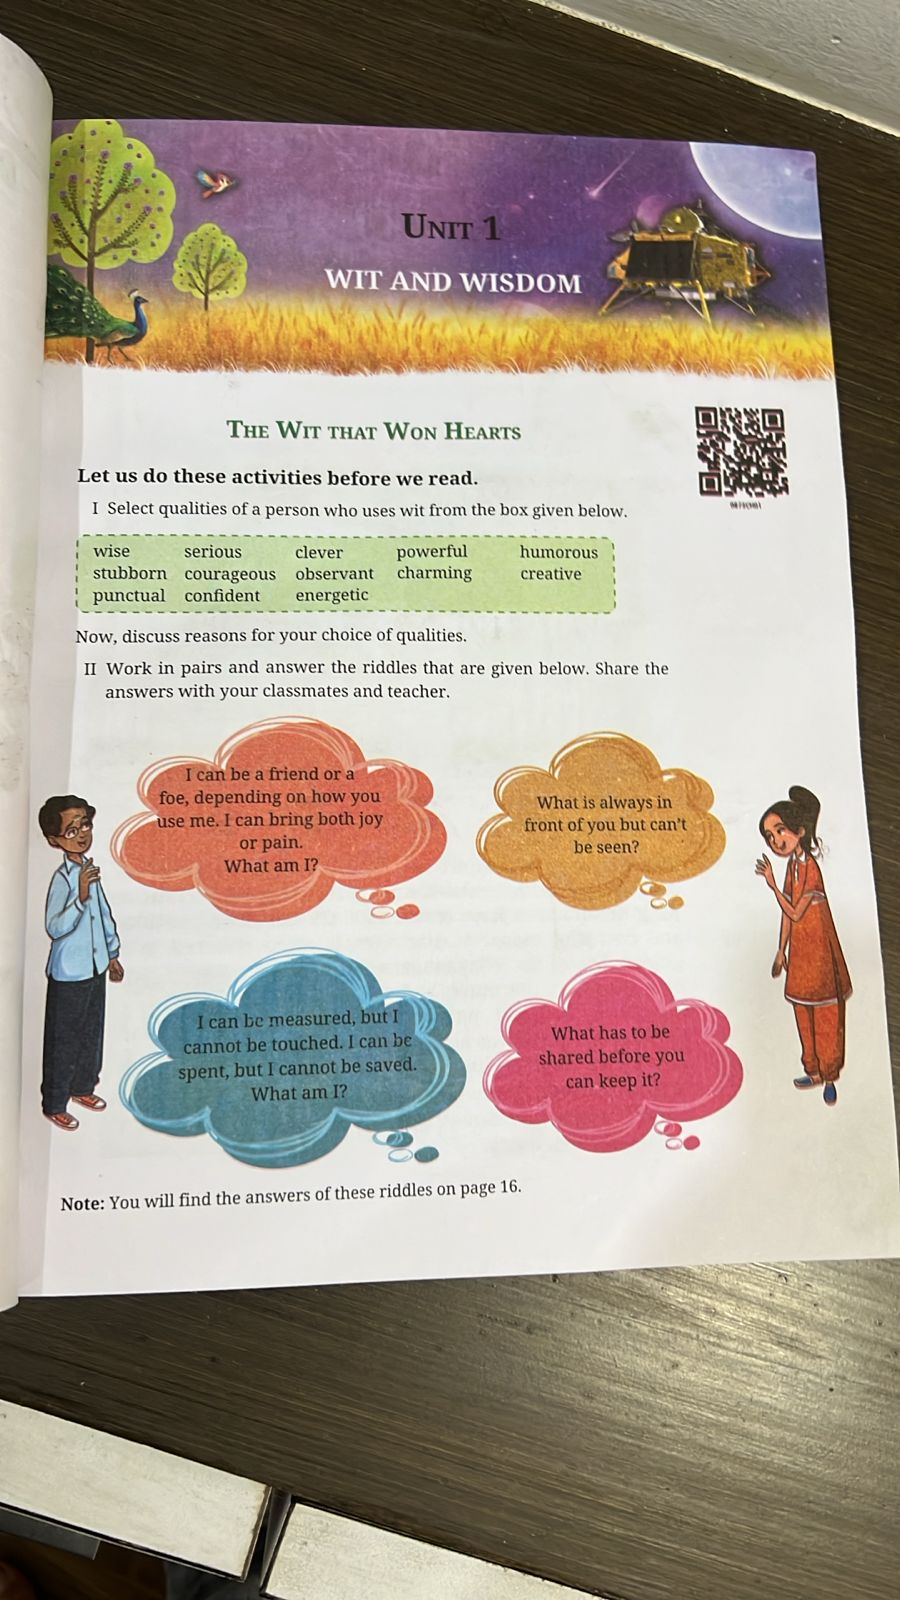 UNIT 1
WIT AND WISDOM
THE WIT THAT WON HEARTS
Let us do these activities before we read.
I Select qualities of a person who uses wit from the box given below.
wise serious clever powerful humorous
stubborn courageous observant charming creative
punctual confident energetic
Now, discuss reasons for your choice of qualities.
II Work in pairs and answer the riddles that are given below. Share the
answers with your classmates and teacher.
I can be a friend or a
foe, depending on how you
use me. I can bring both joy
or pain.
What am I?
What is always in
front of you but can't
be seen?
I can be measured, but I
cannot be touched. I can be
spent, but I cannot be saved.
What am I?
What has to be
shared before you
can keep it?
Note: You will find the answers of these riddles on page 16.